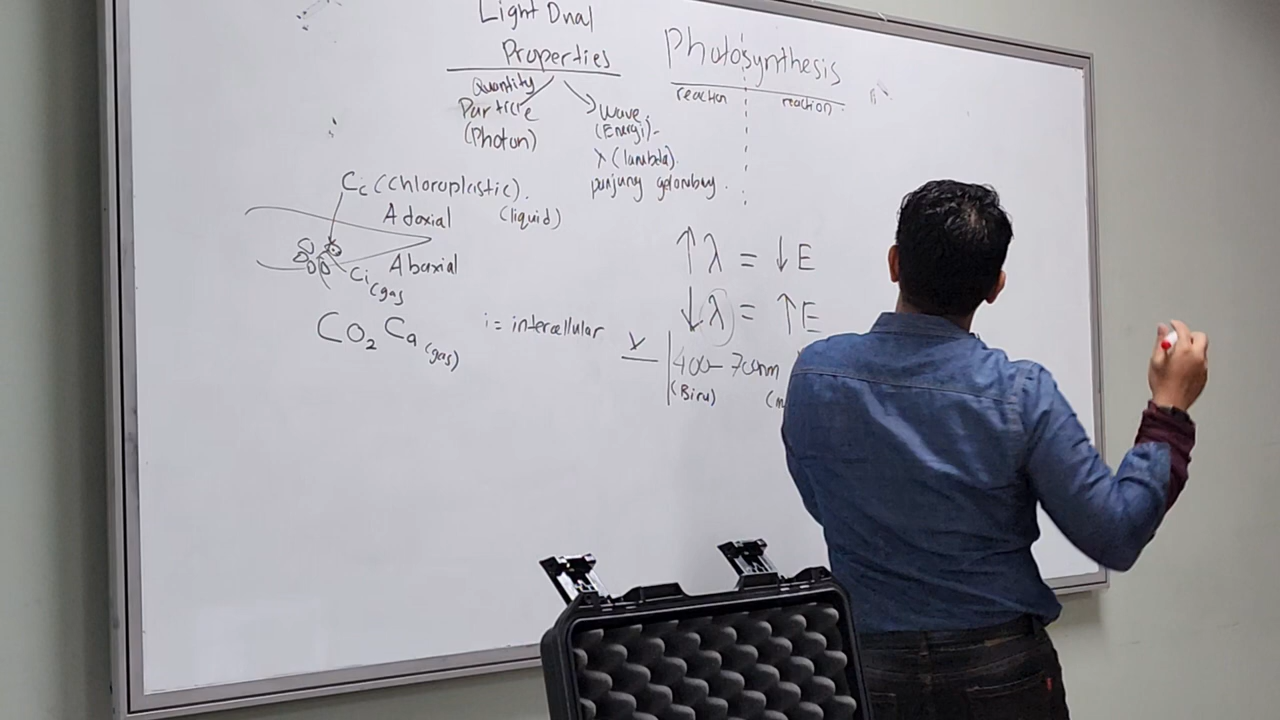 Light Dual
Properties
Quantity
Particle
(Photon)
Wave,
(Energi)-
λ (lambda).
panjung gelombang.
Photosynthesis
reaction
reaction.
Cc (Chloroplastic).
(liquid)
Adaxial
Abaxial
Ci (gas
CO₂ Ca (gas)
i = intercellular
↑ λ = ↓ E
↓ λ = ↑ E
400 - 700nm
(Biru)